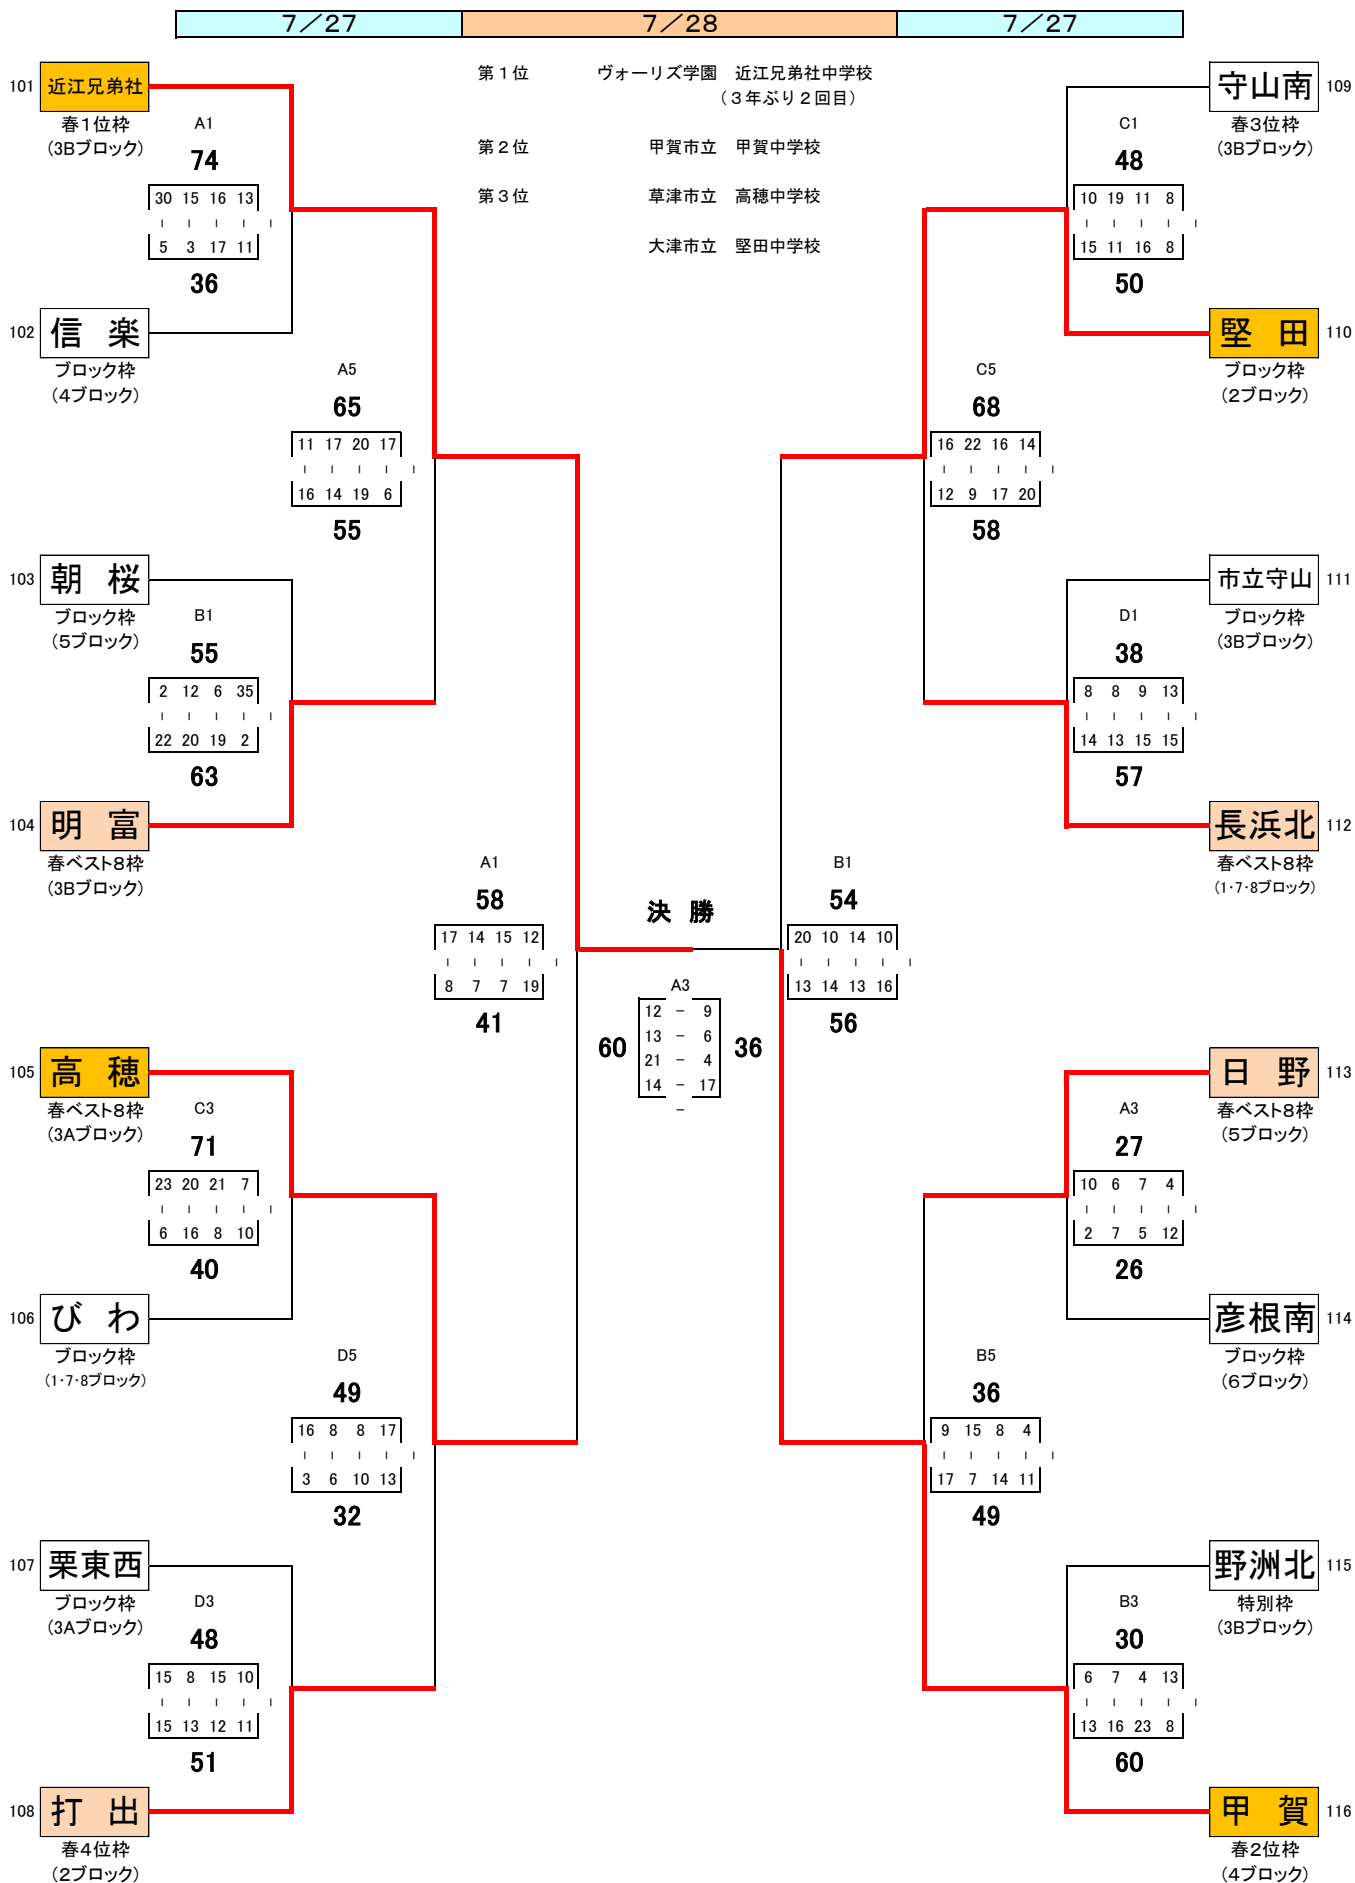 7／27
7／28
7／27
第１位　ヴォーリズ学園　近江兄弟社中学校
（３年ぶり２回目）
第２位　甲賀市立　甲賀中学校
第３位　草津市立　高穂中学校
大津市立　堅田中学校
101 近江兄弟社
春１位枠
(3Bブロック)
A1
74
30 15 16 13
- - - - -
5 3 17 11
36
102 信　楽
ブロック枠
(4ブロック)
A5
65
11 17 20 17
- - - - -
16 14 19 6
55
103 朝　桜
ブロック枠
(5ブロック)
B1
55
2 12 6 35
- - - - -
22 20 19 2
63
104 明　富
春ベスト８枠
(3Bブロック)
A1
58
17 14 15 12
- - - - -
8 7 7 19
41
105 高　穂
春ベスト８枠
(3Aブロック)
C3
71
23 20 21 7
- - - - -
6 16 8 10
40
106 び　わ
ブロック枠
(1･7･8ブロック)
D5
49
16 8 8 17
- - - - -
3 6 10 13
32
107 栗東西
ブロック枠
(3Aブロック)
D3
48
15 8 15 10
- - - - -
15 13 12 11
51
108 打　出
春４位枠
(2ブロック)
決　勝
A3
60
12 － 9
13 － 6
21 － 4
14 － 17
－
36
守山南 109
春３位枠
(3Bブロック)
C1
48
10 19 11 8
- - - - -
15 11 16 8
50
堅　田 110
ブロック枠
(2ブロック)
C5
68
16 22 16 14
- - - - -
12 9 17 20
58
市立守山 111
ブロック枠
(3Bブロック)
D1
38
8 8 9 13
- - - - -
14 13 15 15
57
長浜北 112
春ベスト８枠
(1･7･8ブロック)
B1
54
20 10 14 10
- - - - -
13 14 13 16
56
日　野 113
春ベスト８枠
(5ブロック)
A3
27
10 6 7 4
- - - - -
2 7 5 12
26
彦根南 114
ブロック枠
(6ブロック)
B5
36
9 15 8 4
- - - - -
17 7 14 11
49
野洲北 115
特別枠
(3Bブロック)
B3
30
6 7 4 13
- - - - -
13 16 23 8
60
甲　賀 116
春２位枠
(4ブロック)